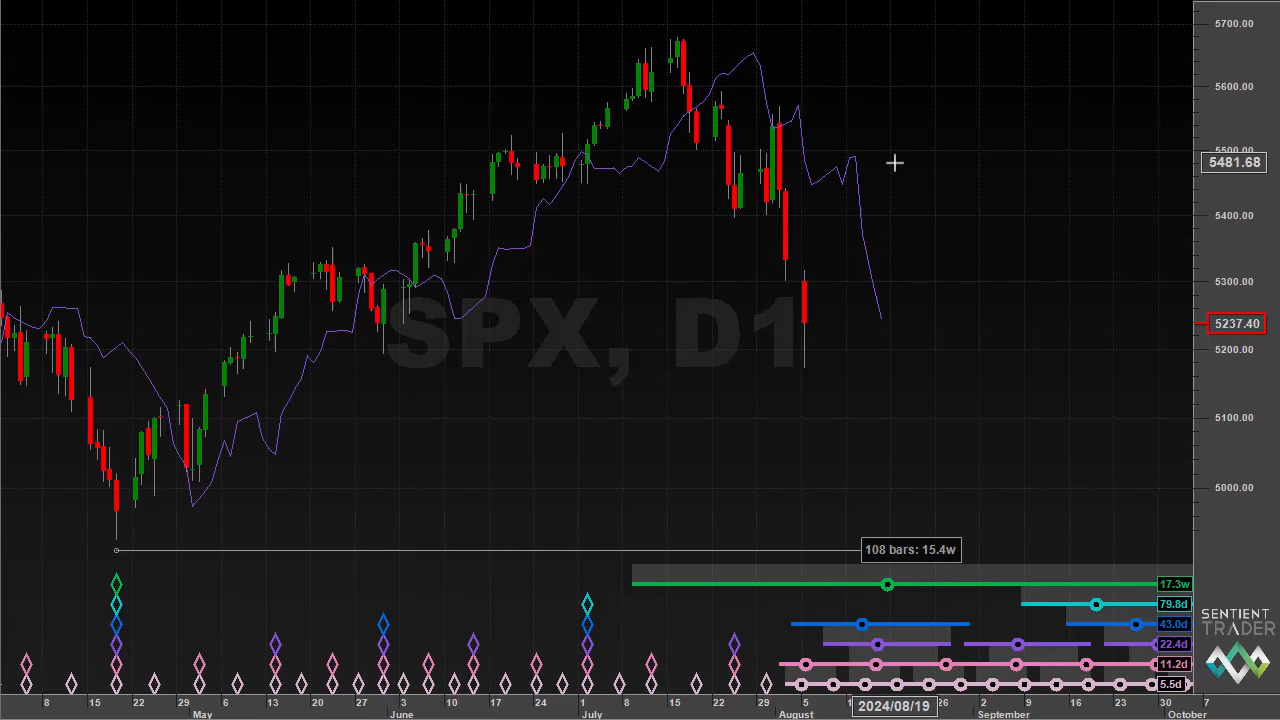 5700.00
5600.00
5500.00
5481.68
5400.00
5300.00
SPX, D1
5237.40
5200.00
5100.00
5000.00
108 bars: 15.4w
17.3w
79.8d
43.0d
22.4d
11.2d
5.5d
SENTIENT
TRADER
8 15 22 29 6 13 20 27 3 10 17 24 1 8 15 22 29 5 2024/08/19 26 2 9 16 23 30 7
May June July August September October